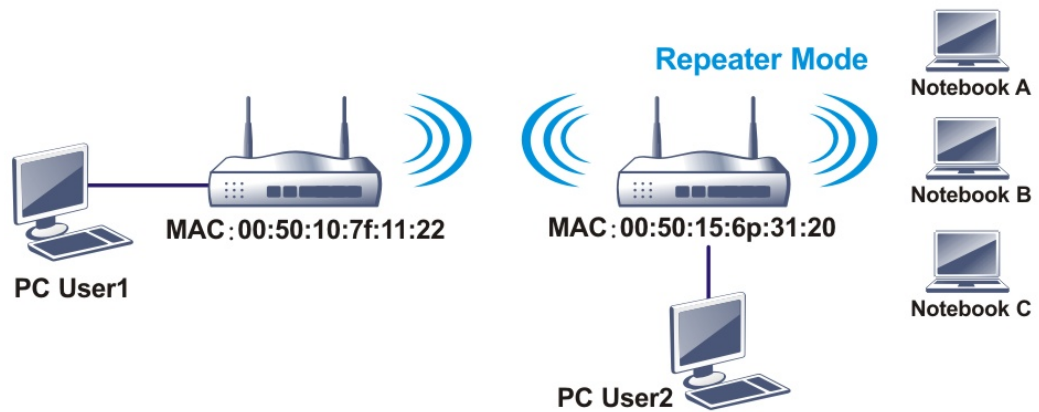 Repeater Mode
Notebook A
Notebook B
Notebook C
MAC:00:50:10:7f:11:22
MAC:00:50:15:6p:31:20
PC User1
PC User2